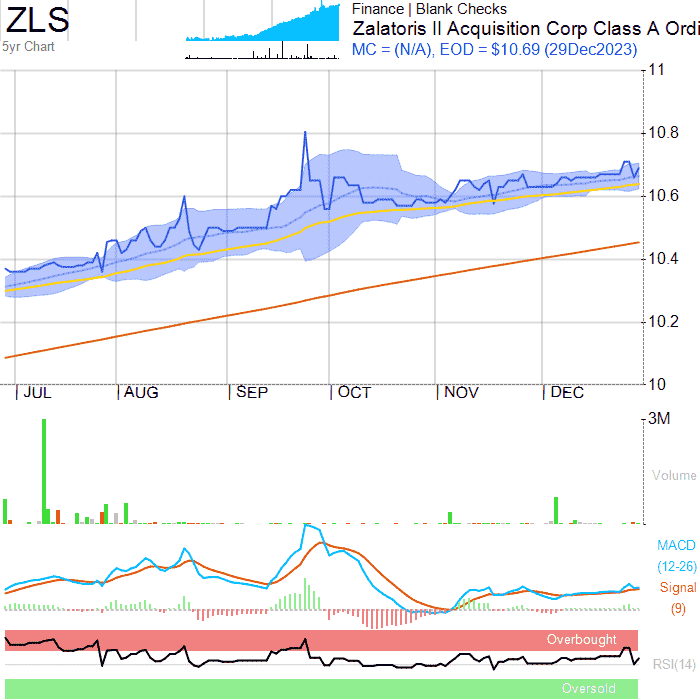 ZLS
5yr Chart
Finance | Blank Checks
Zalatoris II Acquisition Corp Class A Ordi
MC = (N/A), EOD = $10.69 (29Dec2023)
11
10.8
10.6
10.4
10.2
10
JUL AUG SEP OCT NOV DEC
3M
Volume
MACD
(12-26)
Signal
(9)
Overbought
RSI(14)
Oversold